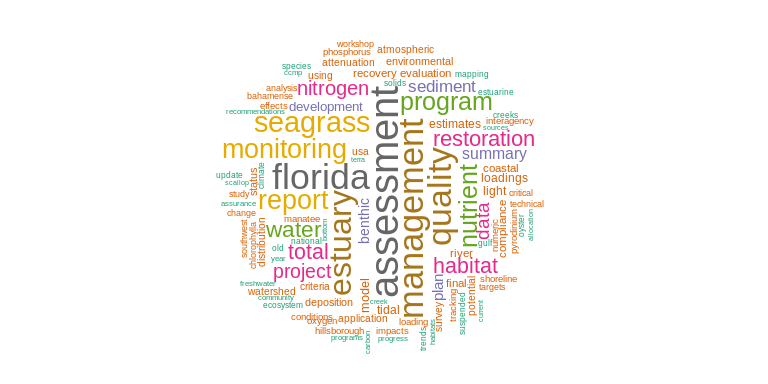 workshop
phosphorus
atmospheric
attenuation
environmental
species
ccmp
using
recovery
evaluation
mapping
analysis
nitrogen
solids
sediment
estuarine
bahamense
effects
development
program
recommendations
seagrass
creeks
estimates
sources
interagency
monitoring
usa
restoration
terra
summary
assessment
management
quality
nutrient
florida
update
scallop
climate
status
coastal
loadings
study
light
critical
assurance
report
estuary
benthic
change
manatee
data
technical
southwest
chlorophylla
distribution
water
bottom
national
numeric
compliance
pyrodinium
oyster
allocation
old
total
gulf
year
river
project
habitat
freshwater
watershed
criteria
model
plan
final
potential
shoreline
targets
community
ecosystem
deposition
creek
tidal
survey
tracking
suspended
current
conditions
oxygen
application
loading
hillsborough
impacts
programs
carbon
progress
trends
habitats